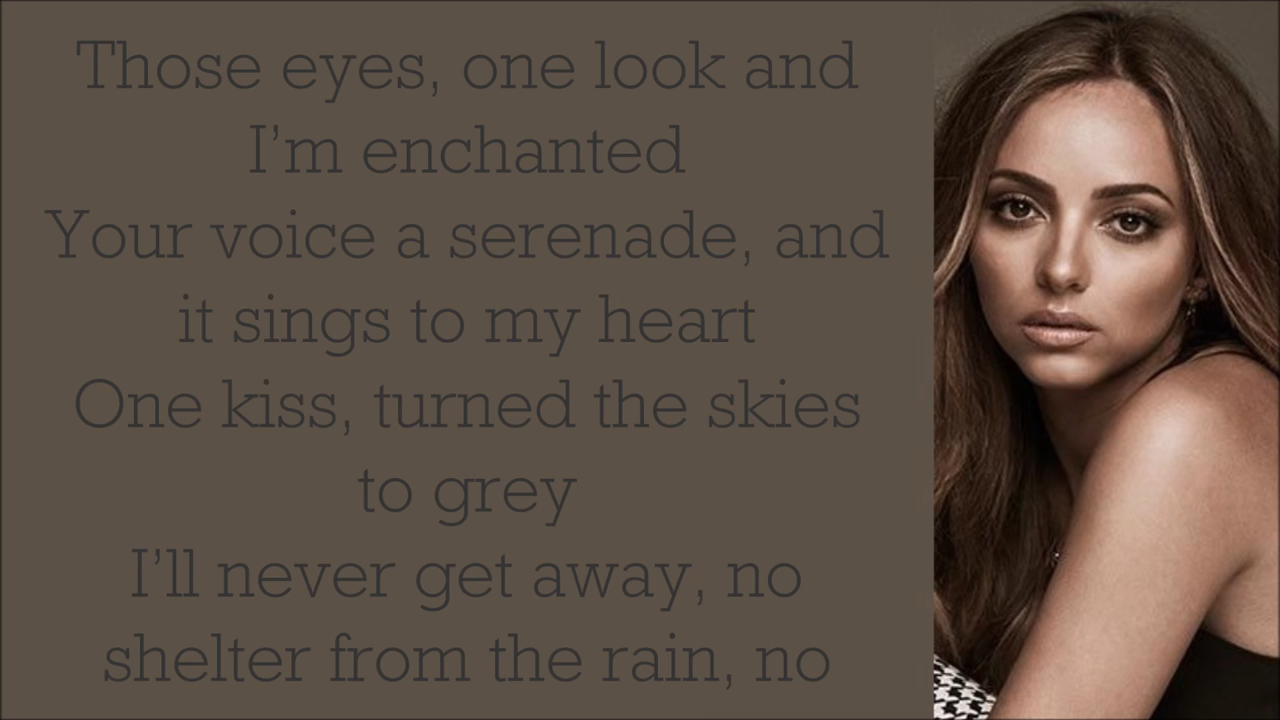 Those eyes, one look and
I'm enchanted
Your voice a serenade, and
it sings to my heart
One kiss, turned the skies
to grey
I'll never get away, no
shelter from the rain, no